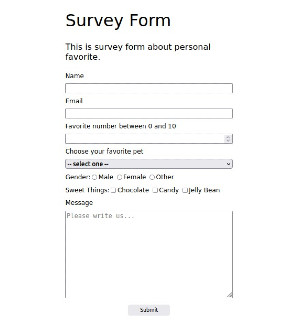 Survey Form
This is survey form about personal
favorite.
Name
Email
Favorite number between 0 and 10
Choose your favorite pet
-- select one --
Gender: Male Female Other
Sweet Things: Chocolate Candy Jelly Bean
Message
Please write us...
Submit